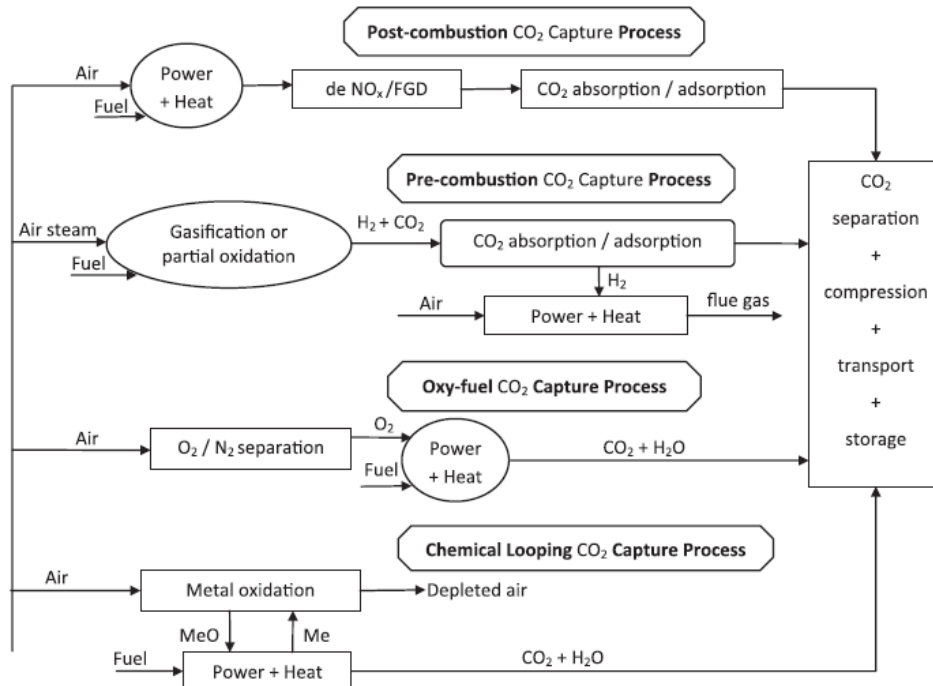 Post-combustion CO₂ Capture Process
Air
Fuel
Power
+ Heat
de NOₓ/FGD
CO₂ absorption / adsorption
Pre-combustion CO₂ Capture Process
Air steam
Fuel
Gasification or
partial oxidation
H₂ + CO₂
CO₂ absorption / adsorption
H₂
Air
Power + Heat
flue gas
Oxy-fuel CO₂ Capture Process
Air
O₂ / N₂ separation
O₂
Fuel
Power
+ Heat
CO₂ + H₂O
Chemical Looping CO₂ Capture Process
Air
Metal oxidation
Depleted air
MeO
Me
Fuel
Power + Heat
CO₂ + H₂O
CO₂
separation
+
compression
+
transport
+
storage